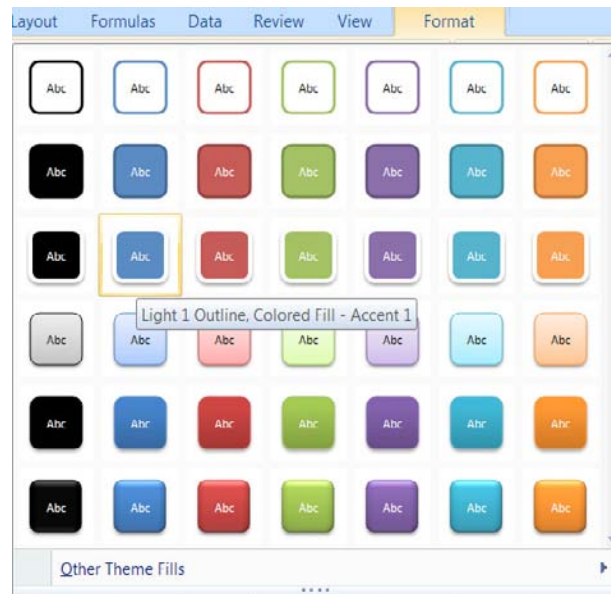 Layout Formulas Data Review View Format
Abc Abc Abc Abc Abc Abc Abc
Abc Abc Abc Abc Abc Abc Abc
Abc Abc Abc Abc Abc Abc Abc
Light 1 Outline, Colored Fill - Accent 1
Abc Abc Abc Abc Abc Abc Abc
Abc Abc Abc Abc Abc Abc Abc
Abc Abc Abc Abc Abc Abc Abc
Other Theme Fills